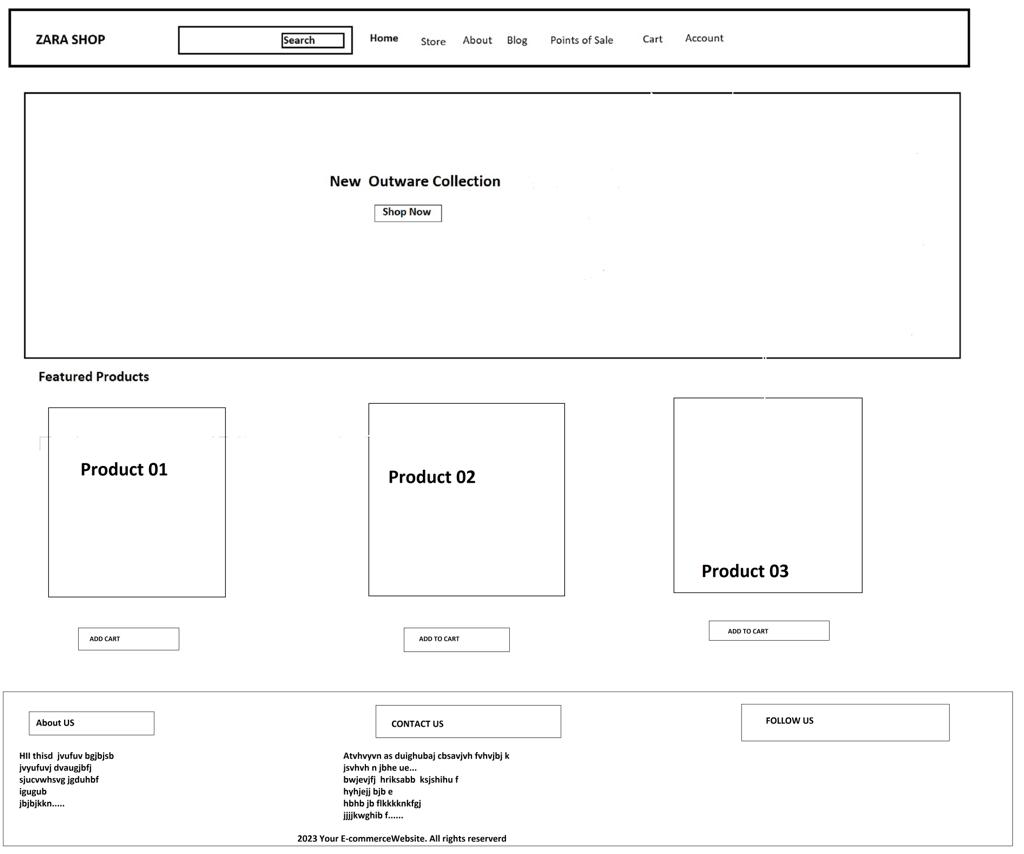 ZARA SHOP
Search
Home
Store
About
Blog
Points of Sale
Cart
Account
New Outware Collection
Shop Now
Featured Products
Product 01
Product 02
Product 03
ADD CART
ADD TO CART
ADD TO CART
About US
HII thisd jvufuv bgjbjsb
jvyufuvj dvaugjbfj
sjucvwhsvg jgduhbf
igugub
jbjbjkkn.....
CONTACT US
Atvhvyvn as duighubaj cbsavjvh fvhvjbj k
jsvhvh n jbhe ue...
bwjevjfj hriksabb ksjshihu f
hyhjejj bjb e
hbhb jb flkkkknkfgj
jjjjkwghib f......
FOLLOW US
2023 Your E-commerceWebsite. All rights reserverd